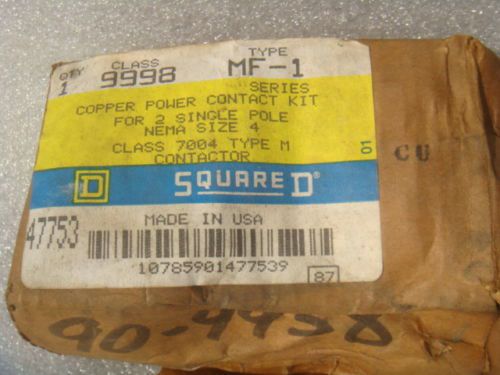 QTY CLASS TYPE
1 9998 MF-1
SERIES
COPPER POWER CONTACT KIT
FOR 2 SINGLE POLE
NEMA SIZE 4
CLASS 7004 TYPE M
CONTACTOR
01
CU
D SQUARE D®
47753
MADE IN USA
10785901477539
87
90-4438